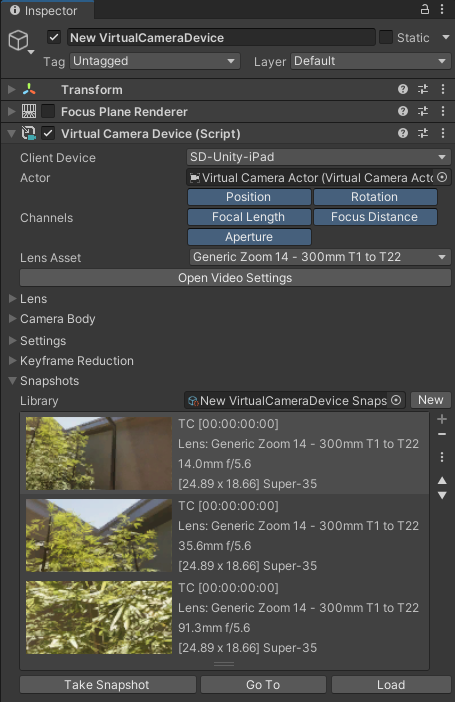 Inspector
New VirtualCameraDevice Static
Tag Untagged Layer Default
Transform
Focus Plane Renderer
Virtual Camera Device (Script)
Client Device SD-Unity-iPad
Actor Virtual Camera Actor (Virtual Camera Acto
Position Rotation
Channels Focal Length Focus Distance
Aperture
Lens Asset Generic Zoom 14 - 300mm T1 to T22
Open Video Settings
Lens
Camera Body
Settings
Keyframe Reduction
Snapshots
Library New VirtualCameraDevice Snaps New
TC [00:00:00:00]
Lens: Generic Zoom 14 - 300mm T1 to T22
14.0mm f/5.6
[24.89 x 18.66] Super-35
TC [00:00:00:00]
Lens: Generic Zoom 14 - 300mm T1 to T22
35.6mm f/5.6
[24.89 x 18.66] Super-35
TC [00:00:00:00]
Lens: Generic Zoom 14 - 300mm T1 to T22
91.3mm f/5.6
[24.89 x 18.66] Super-35
Take Snapshot Go To Load